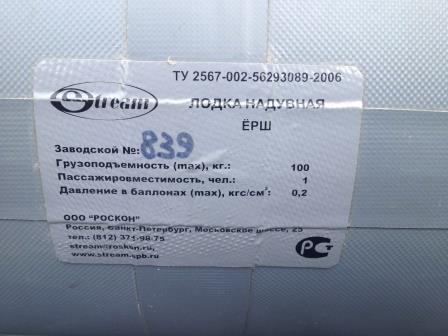 Stream
ТУ 2567-002-56293089-2006
ЛОДКА НАДУВНАЯ
ЁРШ
Заводской №: 839
Грузоподъемность (max), кг.: 100
Пассажировместимость, чел.: 1
Давление в баллонах (max), кгс/см²: 0,2
ООО "РОСКОН"
Россия, Санкт-Петербург, Московское шоссе, 25
тел.: (812) 371-98-75
stream@roskon.ru,
www.stream.spb.ru
РСТ